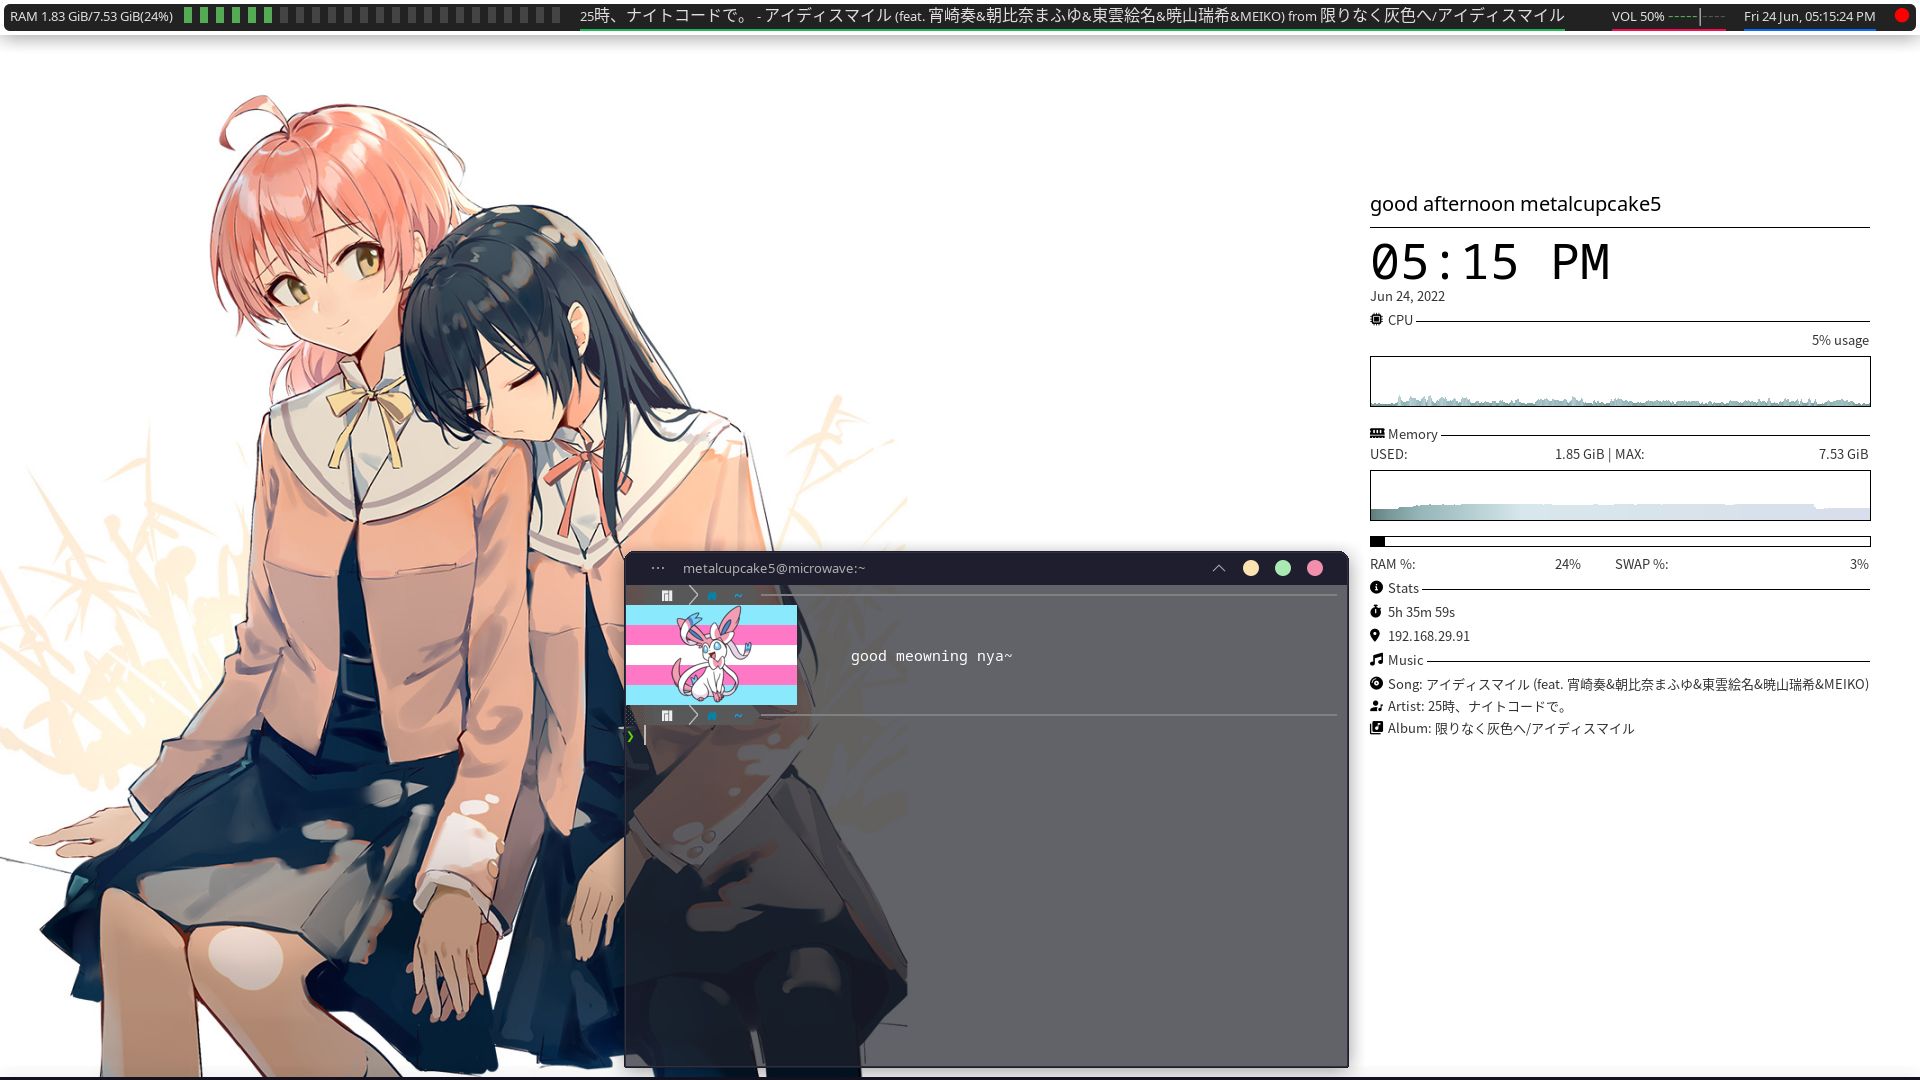 RAM 1.83 GiB/7.53 GiB(24%)
25時、ナイトコードで。 - アイディスマイル (feat. 宵崎奏&朝比奈まふゆ&東雲絵名&暁山瑞希&MEIKO) from 限りなく灰色へ/アイディスマイル
VOL 50% -----|----
Fri 24 Jun, 05:15:24 PM
good afternoon metalcupcake5
05:15 PM
Jun 24, 2022
CPU
5% usage
Memory
USED: 1.85 GiB | MAX: 7.53 GiB
RAM %: 24% SWAP %: 3%
Stats
5h 35m 59s
192.168.29.91
Music
Song: アイディスマイル (feat. 宵崎奏&朝比奈まふゆ&東雲絵名&暁山瑞希&MEIKO)
Artist: 25時、ナイトコードで。
Album: 限りなく灰色へ/アイディスマイル
metalcupcake5@microwave:~
~
good meowning nya~
~
❯